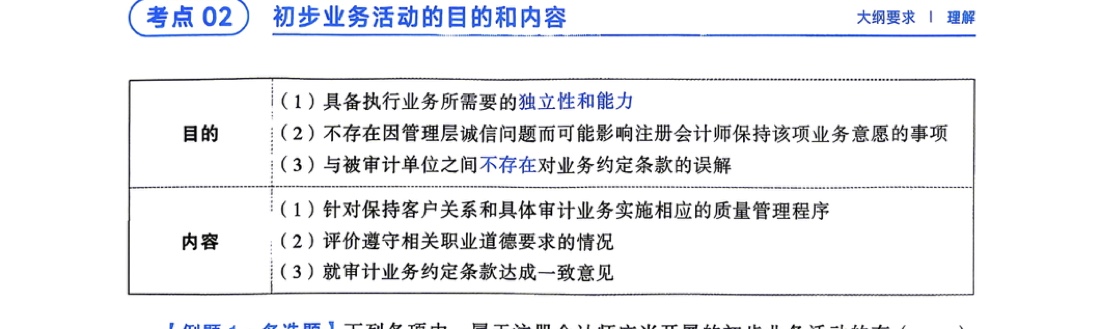 考点 02 初步业务活动的目的和内容 大纲要求 | 理解
目的
(1)具备执行业务所需要的独立性和能力
(2)不存在因管理层诚信问题而可能影响注册会计师保持该项业务意愿的事项
(3)与被审计单位之间不存在对业务约定条款的误解
内容
(1)针对保持客户关系和具体审计业务实施相应的质量管理程序
(2)评价遵守相关职业道德要求的情况
(3)就审计业务约定条款达成一致意见